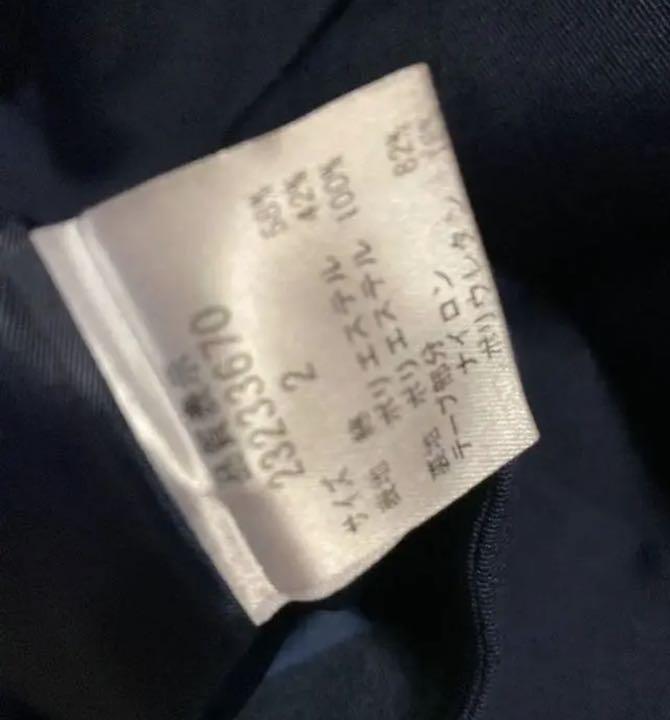 品質表示
23233670
サイズ 2
表地 綿 58%
ポリエステル 42%
裏地 ポリエステル 100%
テープ部分
ナイロン 82%
ポリウレタン